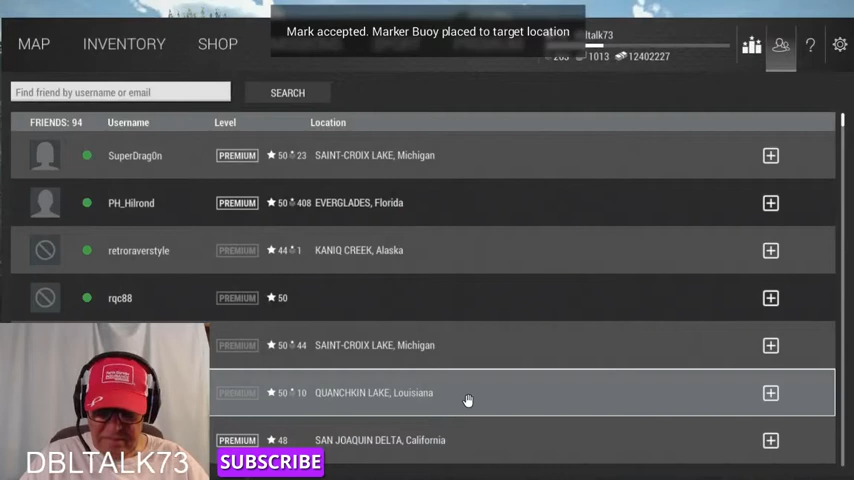 Mark accepted. Marker Buoy placed to target location
MAP INVENTORY SHOP
ltalk73
1013 12402227
Find friend by username or email SEARCH
FRIENDS: 94 Username Level Location
SuperDrag0n PREMIUM 50 23 SAINT-CROIX LAKE, Michigan
PH_Hilrond PREMIUM 50 408 EVERGLADES, Florida
retroraverstyle PREMIUM 44 1 KANIQ CREEK, Alaska
rqc88 PREMIUM 50
PREMIUM 50 44 SAINT-CROIX LAKE, Michigan
PREMIUM 50 10 QUANCHKIN LAKE, Louisiana
PREMIUM 48 SAN JOAQUIN DELTA, California
DBLTALK73 SUBSCRIBE